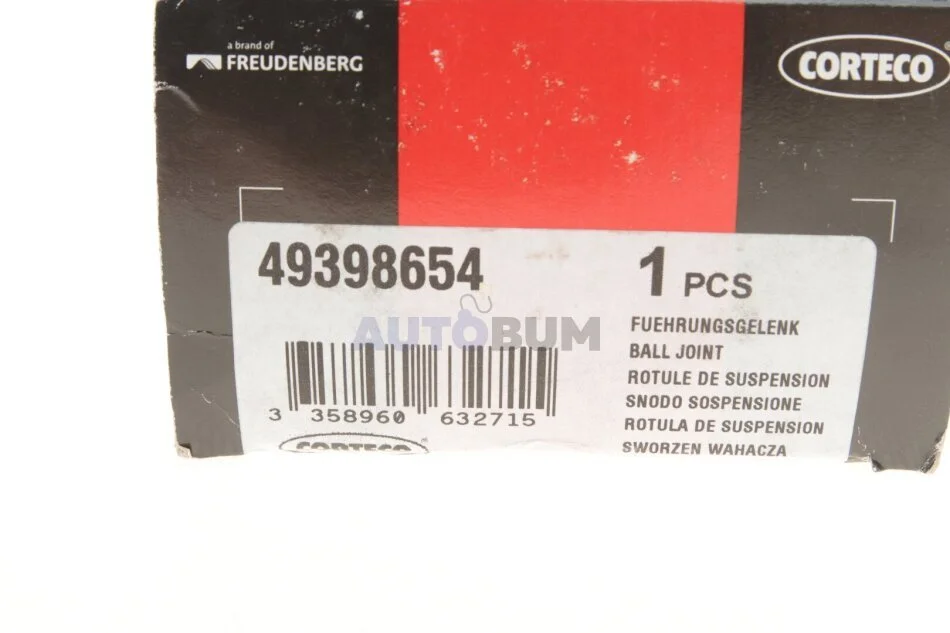 a brand of
FREUDENBERG
CORTECO
49398654
1 PCS
AUTOBUM
FUEHRUNGSGELENK
BALL JOINT
ROTULE DE SUSPENSION
SNODO SOSPENSIONE
ROTULA DE SUSPENSION
SWORZEN WAHACZA
3 358960 632715
CORTECO